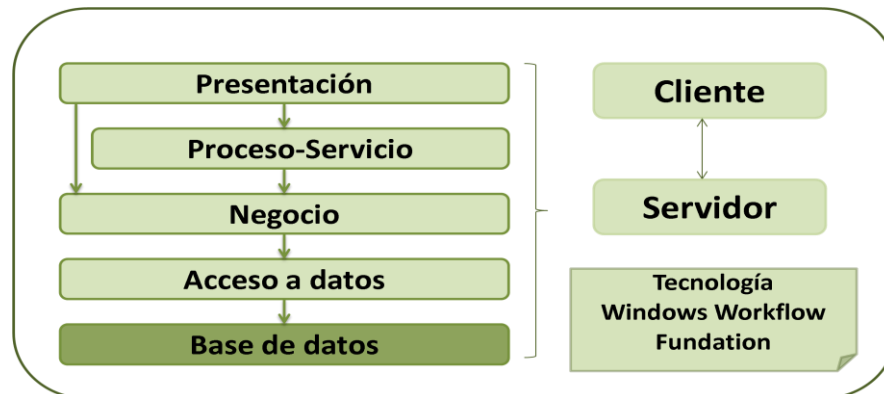 Presentación
Proceso-Servicio
Negocio
Acceso a datos
Base de datos
Cliente
Servidor
Tecnología
Windows Workflow
Fundation